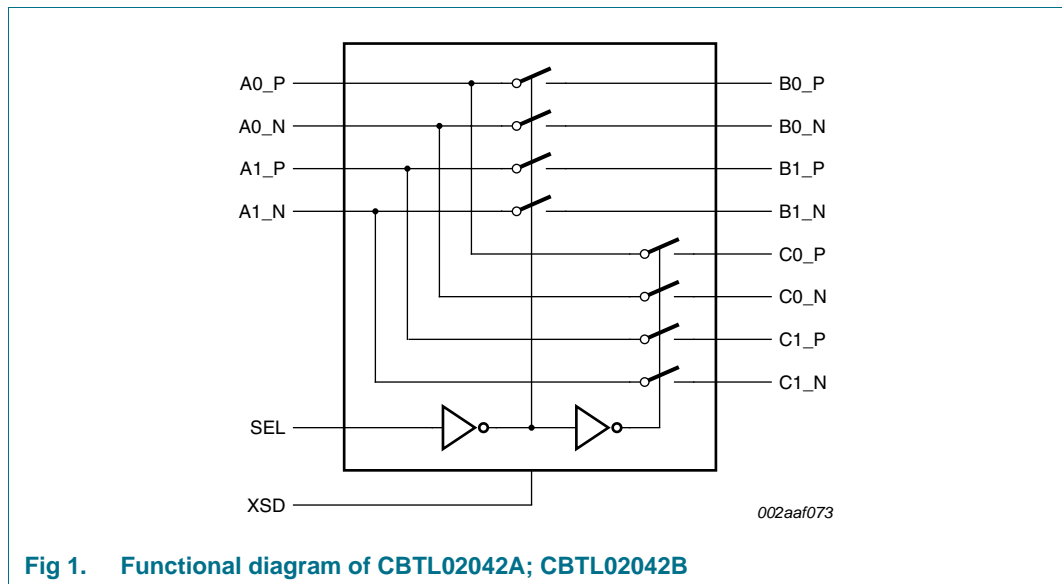 A0_P
B0_P
A0_N
B0_N
A1_P
B1_P
A1_N
B1_N
C0_P
C0_N
C1_P
C1_N
SEL
XSD
002aaf073
Fig 1. Functional diagram of CBTL02042A; CBTL02042B